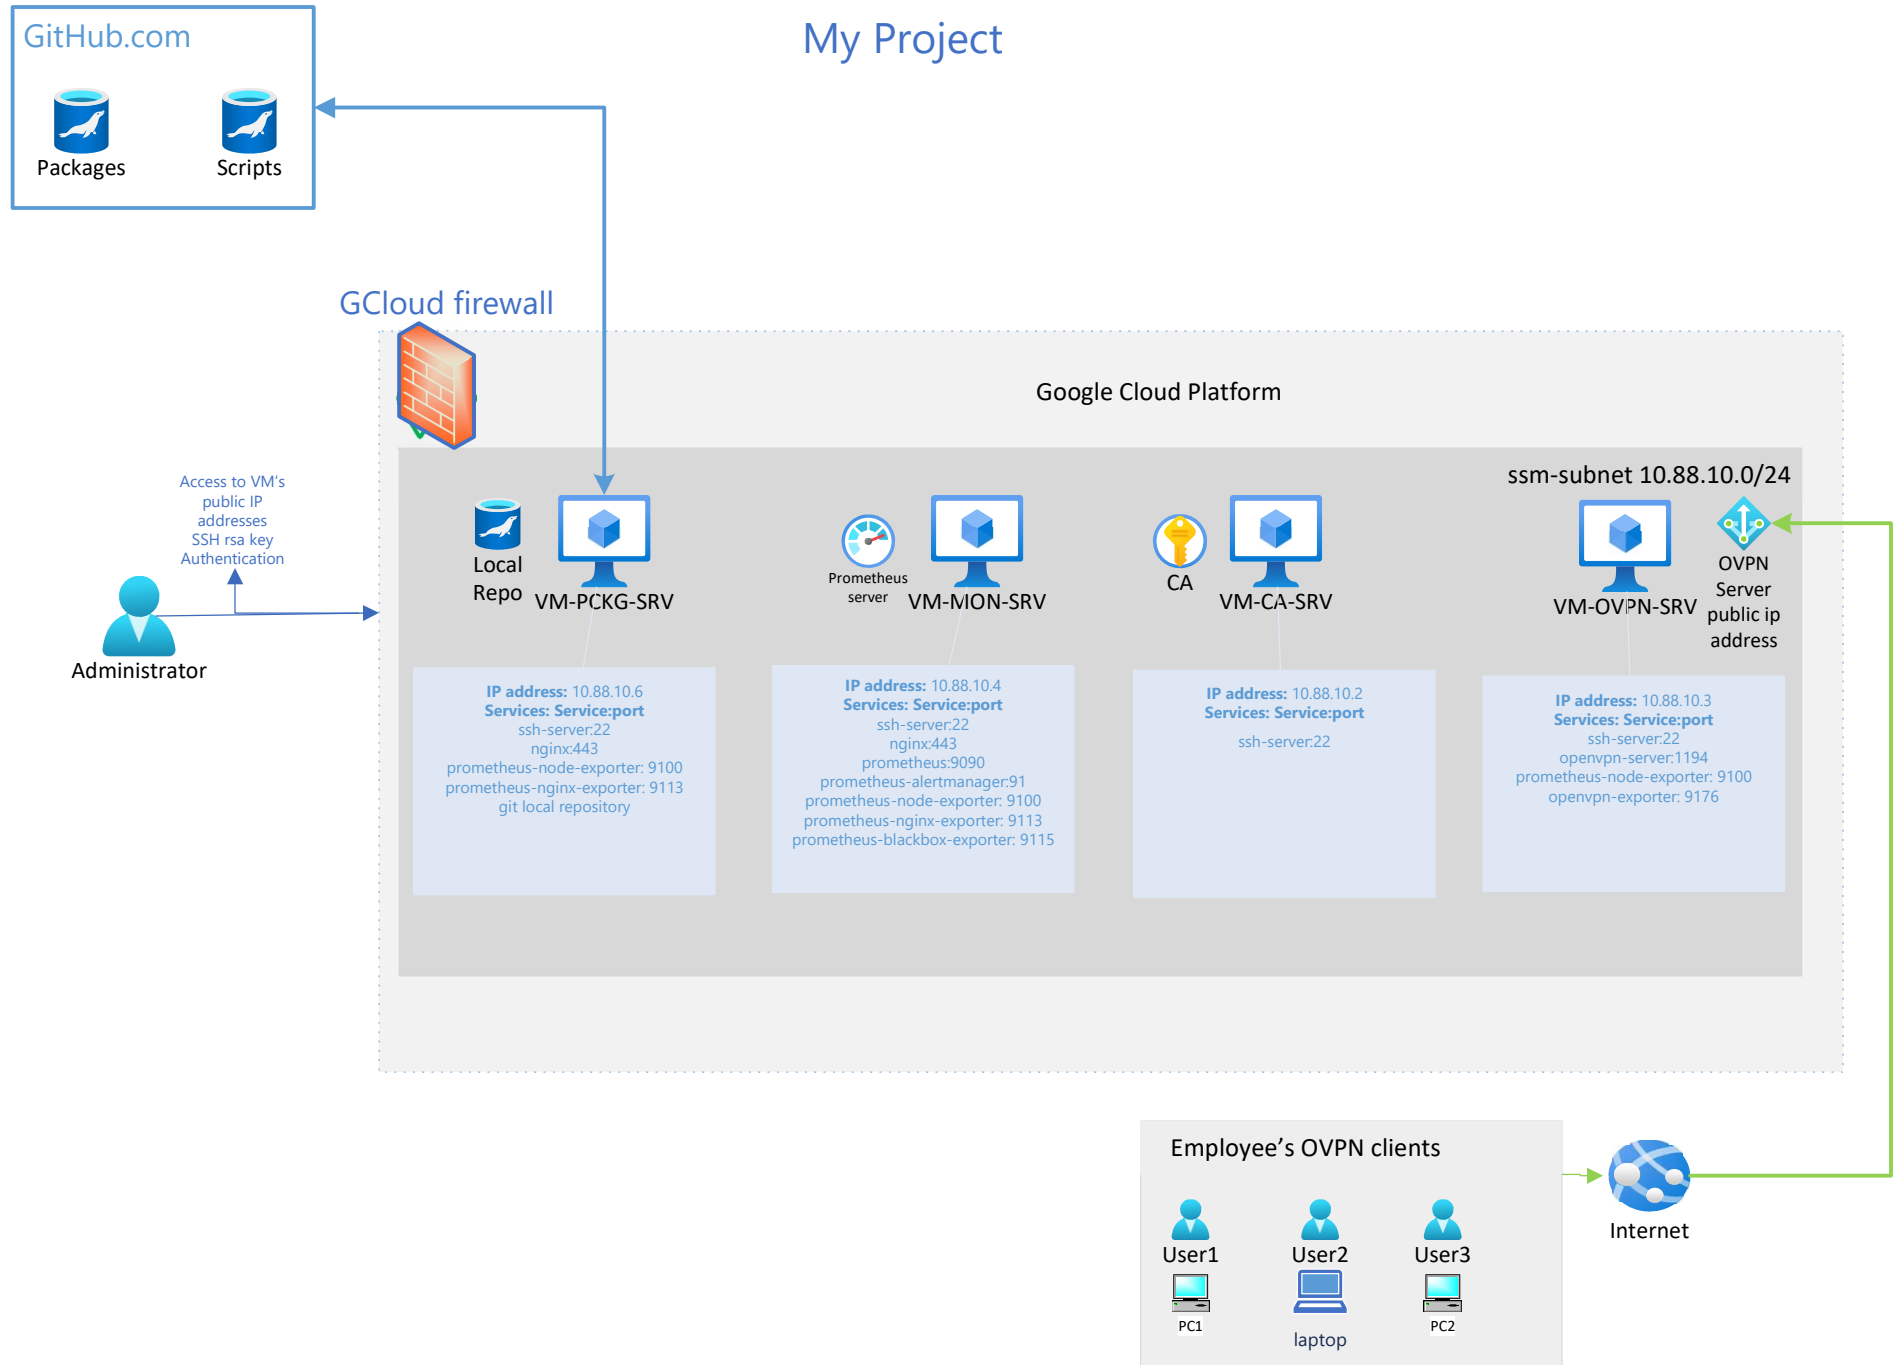 My Project
GitHub.com
Packages
Scripts
GCloud firewall
Google Cloud Platform
ssm-subnet 10.88.10.0/24
Access to VM’s
public IP
addresses
SSH rsa key
Authentication
Administrator
Local
Repo
VM-PCKG-SRV
Prometheus
server
VM-MON-SRV
CA
VM-CA-SRV
VM-OVPN-SRV
OVPN
Server
public ip
address
IP address: 10.88.10.6
Services: Service:port
ssh-server:22
nginx:443
prometheus-node-exporter: 9100
prometheus-nginx-exporter: 9113
git local repository
IP address: 10.88.10.4
Services: Service:port
ssh-server:22
nginx:443
prometheus:9090
prometheus-alertmanager:91
prometheus-node-exporter: 9100
prometheus-nginx-exporter: 9113
prometheus-blackbox-exporter: 9115
IP address: 10.88.10.2
Services: Service:port
ssh-server:22
IP address: 10.88.10.3
Services: Service:port
ssh-server:22
openvpn-server:1194
prometheus-node-exporter: 9100
openvpn-exporter: 9176
Employee’s OVPN clients
User1
User2
User3
PC1
laptop
PC2
Internet